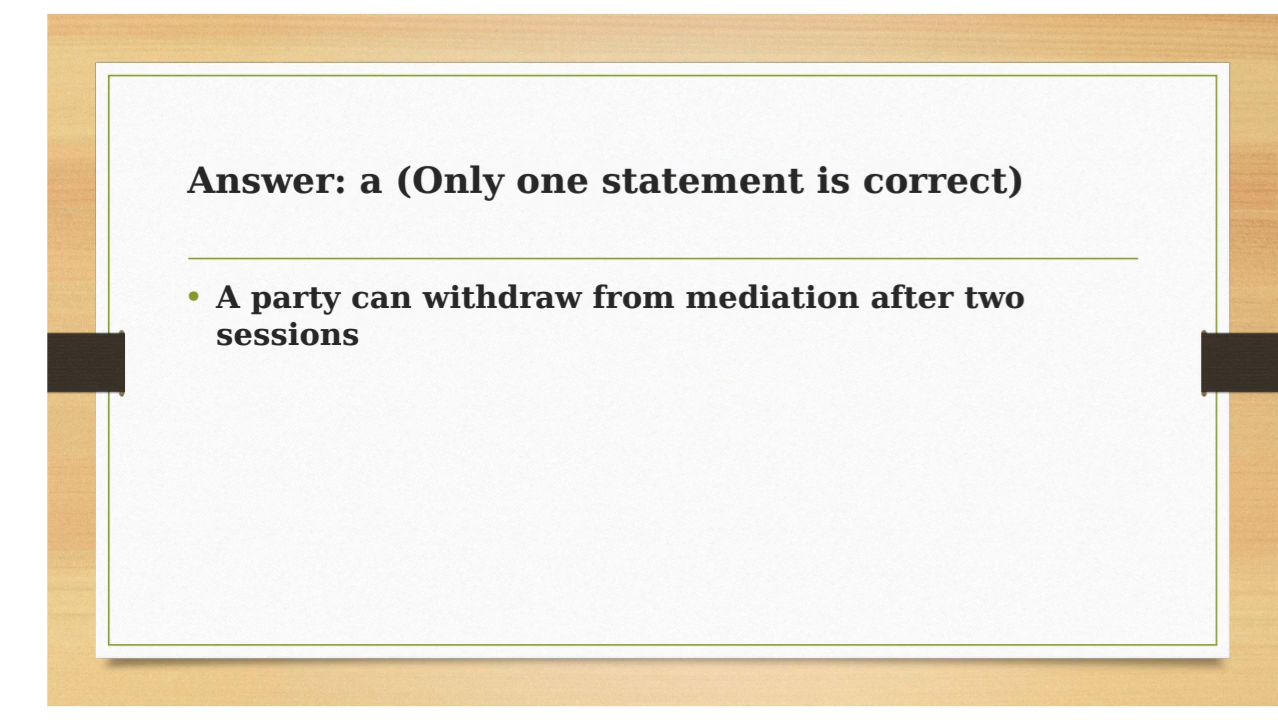 Answer: a (Only one statement is correct)
• A party can withdraw from mediation after two
sessions